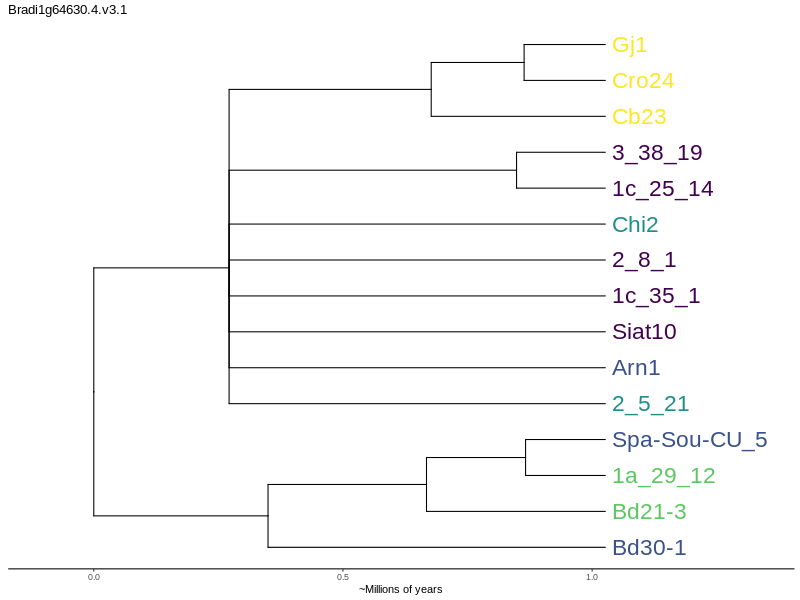 Bradi1g64630.4.v3.1
Gj1
Cro24
Cb23
3_38_19
1c_25_14
Chi2
2_8_1
1c_35_1
Siat10
Arn1
2_5_21
Spa-Sou-CU_5
1a_29_12
Bd21-3
Bd30-1
0.0 0.5 1.0
~Millions of years